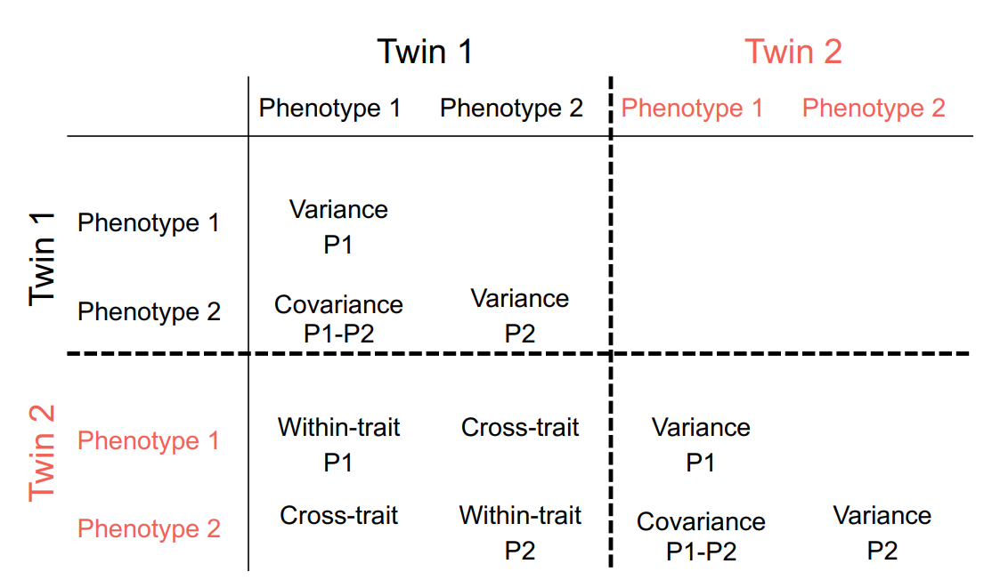 Twin 1
Twin 2
Phenotype 1
Phenotype 2
Phenotype 1
Phenotype 2
Twin 1
Phenotype 1
Variance
P1
Phenotype 2
Covariance
P1-P2
Variance
P2
Twin 2
Phenotype 1
Within-trait
P1
Cross-trait
Variance
P1
Phenotype 2
Cross-trait
Within-trait
P2
Covariance
P1-P2
Variance
P2